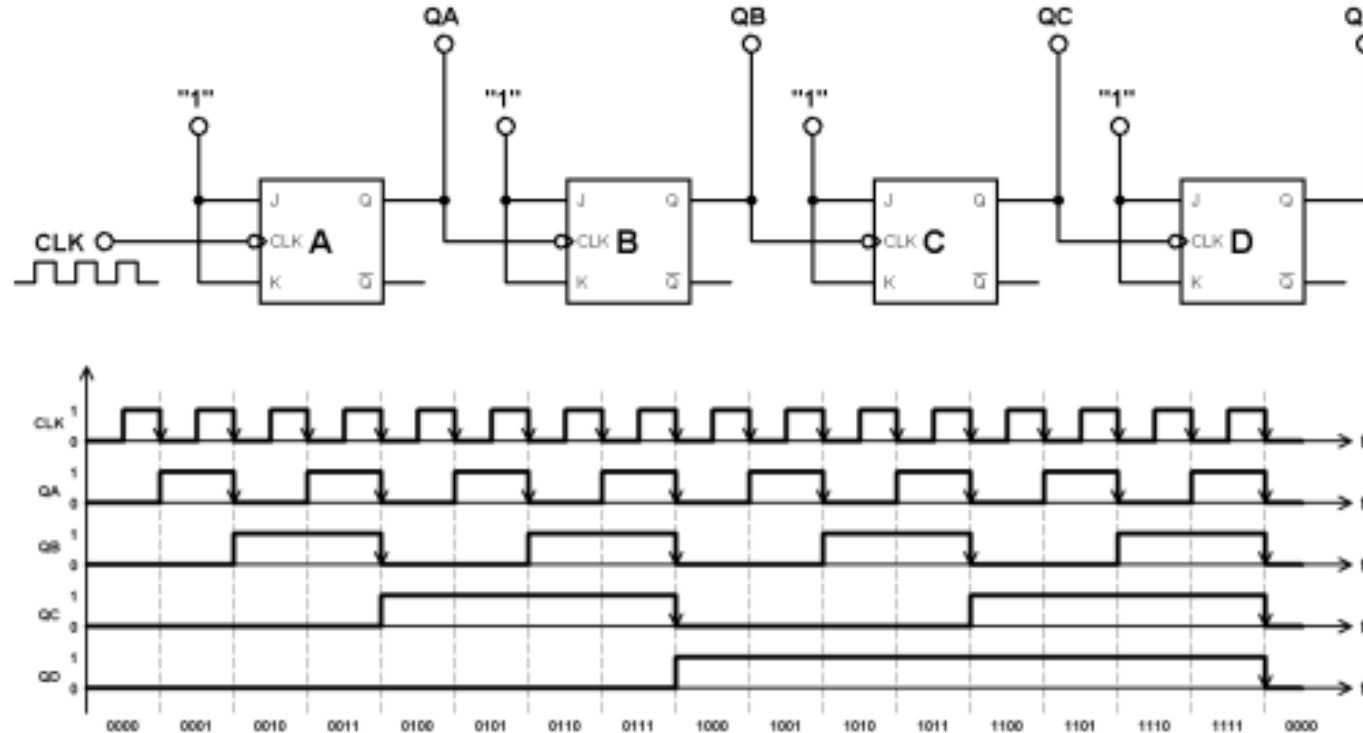 QA QB QC Q
"1" "1" "1" "1"
J Q J Q J Q J Q
CLK CLK A CLK B CLK C CLK D
K Q̅ K Q̅ K Q̅ K Q̅
1
CLK
0 t
1
QA
0 t
1
QB
0 t
1
QC
0 t
1
QD
0 t
0000 0001 0010 0011 0100 0101 0110 0111 1000 1001 1010 1011 1100 1101 1110 1111 0000